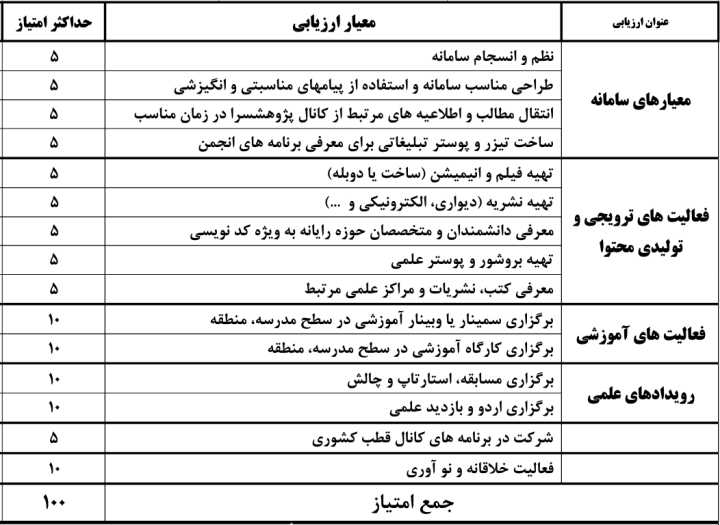 عنوان ارزیابی	معیار ارزیابی	حداکثر امتیاز
معیارهای سامانه	نظم و انسجام سامانه	۵
طراحی مناسب سامانه و استفاده از پیامهای مناسبتی و انگیزشی	۵
انتقال مطالب و اطلاعیه های مرتبط از کانال پژوهشسرا در زمان مناسب	۵
ساخت تیزر و پوستر تبلیغاتی برای معرفی برنامه های انجمن	۵
فعالیت های ترویجی و تولیدی محتوا	تهیه فیلم و انیمیشن (ساخت یا دوبله)	۵
تهیه نشریه (دیواری، الکترونیکی و ...)	۵
معرفی دانشمندان و متخصصان حوزه رایانه به ویژه کد نویسی	۵
تهیه بروشور و پوستر علمی	۵
معرفی کتب، نشریات و مراکز علمی مرتبط	۵
فعالیت های آموزشی	برگزاری سمینار یا وبینار آموزشی در سطح مدرسه، منطقه	۱۰
برگزاری کارگاه آموزشی در سطح مدرسه، منطقه	۱۰
رویدادهای علمی	برگزاری مسابقه، استارتاپ و چالش	۱۰
برگزاری اردو و بازدید علمی	۱۰
شرکت در برنامه های کانال قطب کشوری	۵
فعالیت خلاقانه و نو آوری	۱۰
جمع امتیاز	۱۰۰